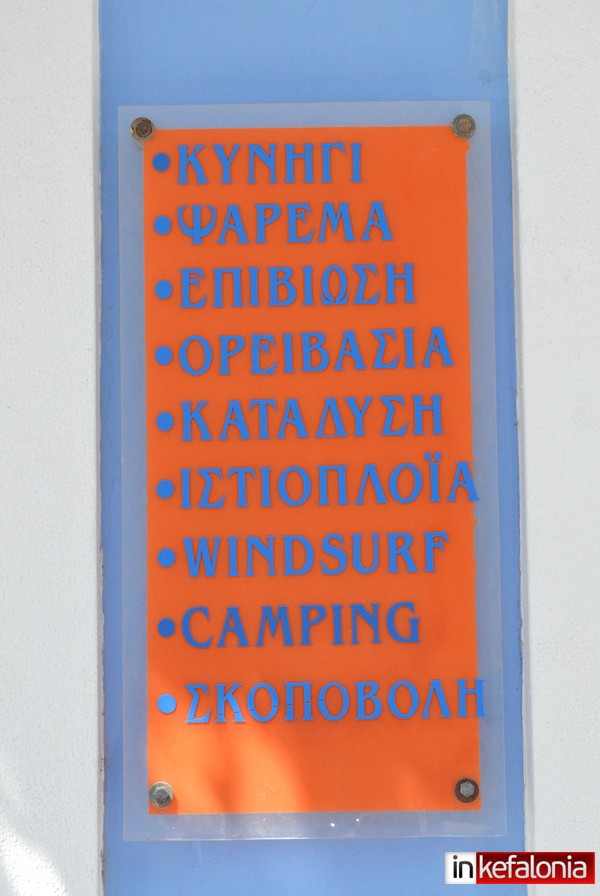 •ΚΥΝΗΓΙ
•ΨΑΡΕΜΑ
•ΕΠΙΒΙΩΣΗ
•ΟΡΕΙΒΑΣΙΑ
•ΚΑΤΑΔΥΣΗ
•ΙΣΤΙΟΠΛΟΪΑ
•WINDSURF
•CAMPING
•ΣΚΟΠΟΒΟΛΗ
inkefalonia